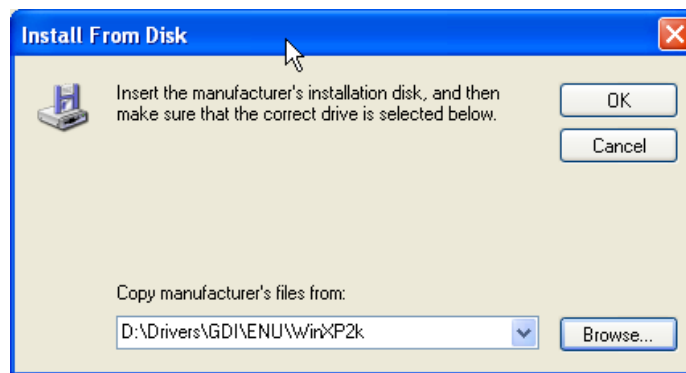 Install From Disk
Insert the manufacturer's installation disk, and then
make sure that the correct drive is selected below.
OK
Cancel
Copy manufacturer's files from:
D:\Drivers\GDI\ENU\WinXP2k
Browse...